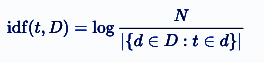 idf(t, D) = log N / |{d ∈ D : t ∈ d}|